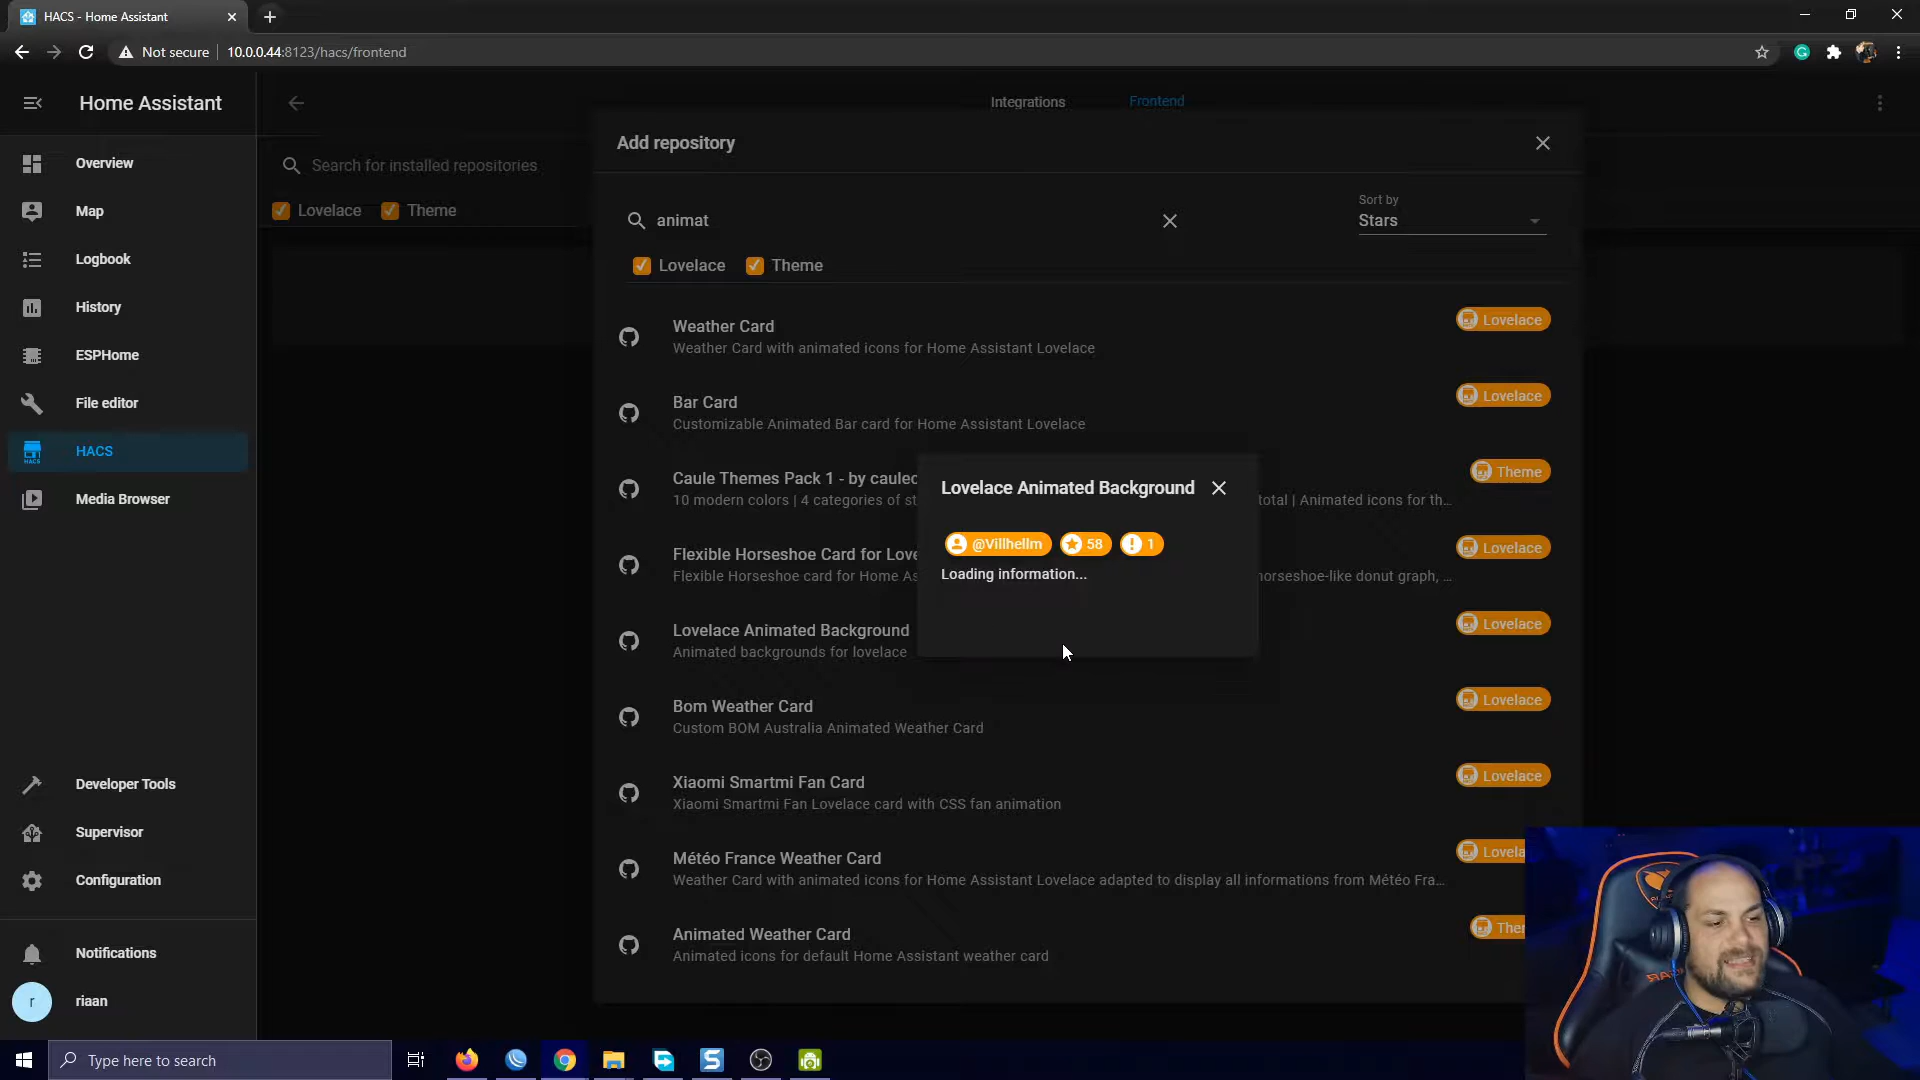 HACS - Home Assistant
Not secure
10.0.0.44:8123/hacs/frontend
Home Assistant
Integrations
Frontend
Overview
Map
Logbook
History
ESPHome
File editor
HACS
HACS
Media Browser
Developer Tools
Supervisor
Configuration
Notifications
r
riaan
Search for installed repositories
Lovelace
Theme
Add repository
animat
Sort by
Stars
Lovelace
Theme
Weather Card
Weather Card with animated icons for Home Assistant Lovelace
Lovelace
Bar Card
Customizable Animated Bar card for Home Assistant Lovelace
Lovelace
Caule Themes Pack 1 - by caulec
10 modern colors | 4 categories of st
total | Animated icons for th...
Theme
Flexible Horseshoe Card for Love
Flexible Horseshoe card for Home As
horseshoe-like donut graph, ...
Lovelace
Lovelace Animated Background
Animated backgrounds for lovelace
Lovelace
Lovelace Animated Background
@Villhellm
58
1
Loading information...
Bom Weather Card
Custom BOM Australia Animated Weather Card
Lovelace
Xiaomi Smartmi Fan Card
Xiaomi Smartmi Fan Lovelace card with CSS fan animation
Lovelace
Météo France Weather Card
Weather Card with animated icons for Home Assistant Lovelace adapted to display all informations from Météo Fra...
Lovela
Animated Weather Card
Animated icons for default Home Assistant weather card
Ther
Type here to search